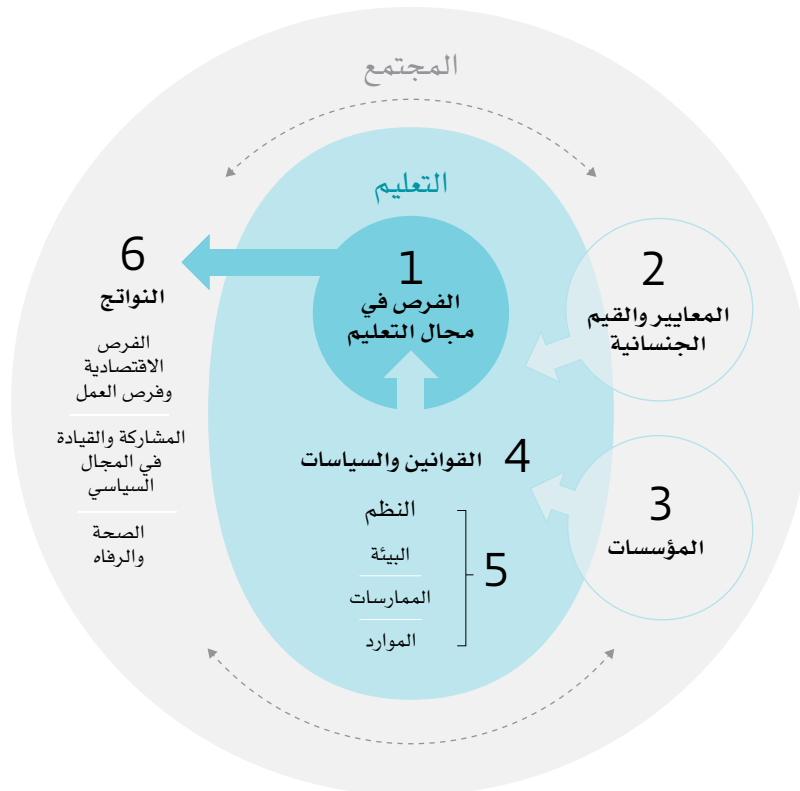 المجتمع
التعليم
1
الفرص في
مجال التعليم
2
المعايير والقيم
الجنسانية
3
المؤسسات
4 القوانين والسياسات
5
النظم
البيئة
الممارسات
الموارد
6
النواتج
الفرص
الاقتصادية
وفرص العمل
المشاركة والقيادة
في المجال
السياسي
الصحة
والرفاه